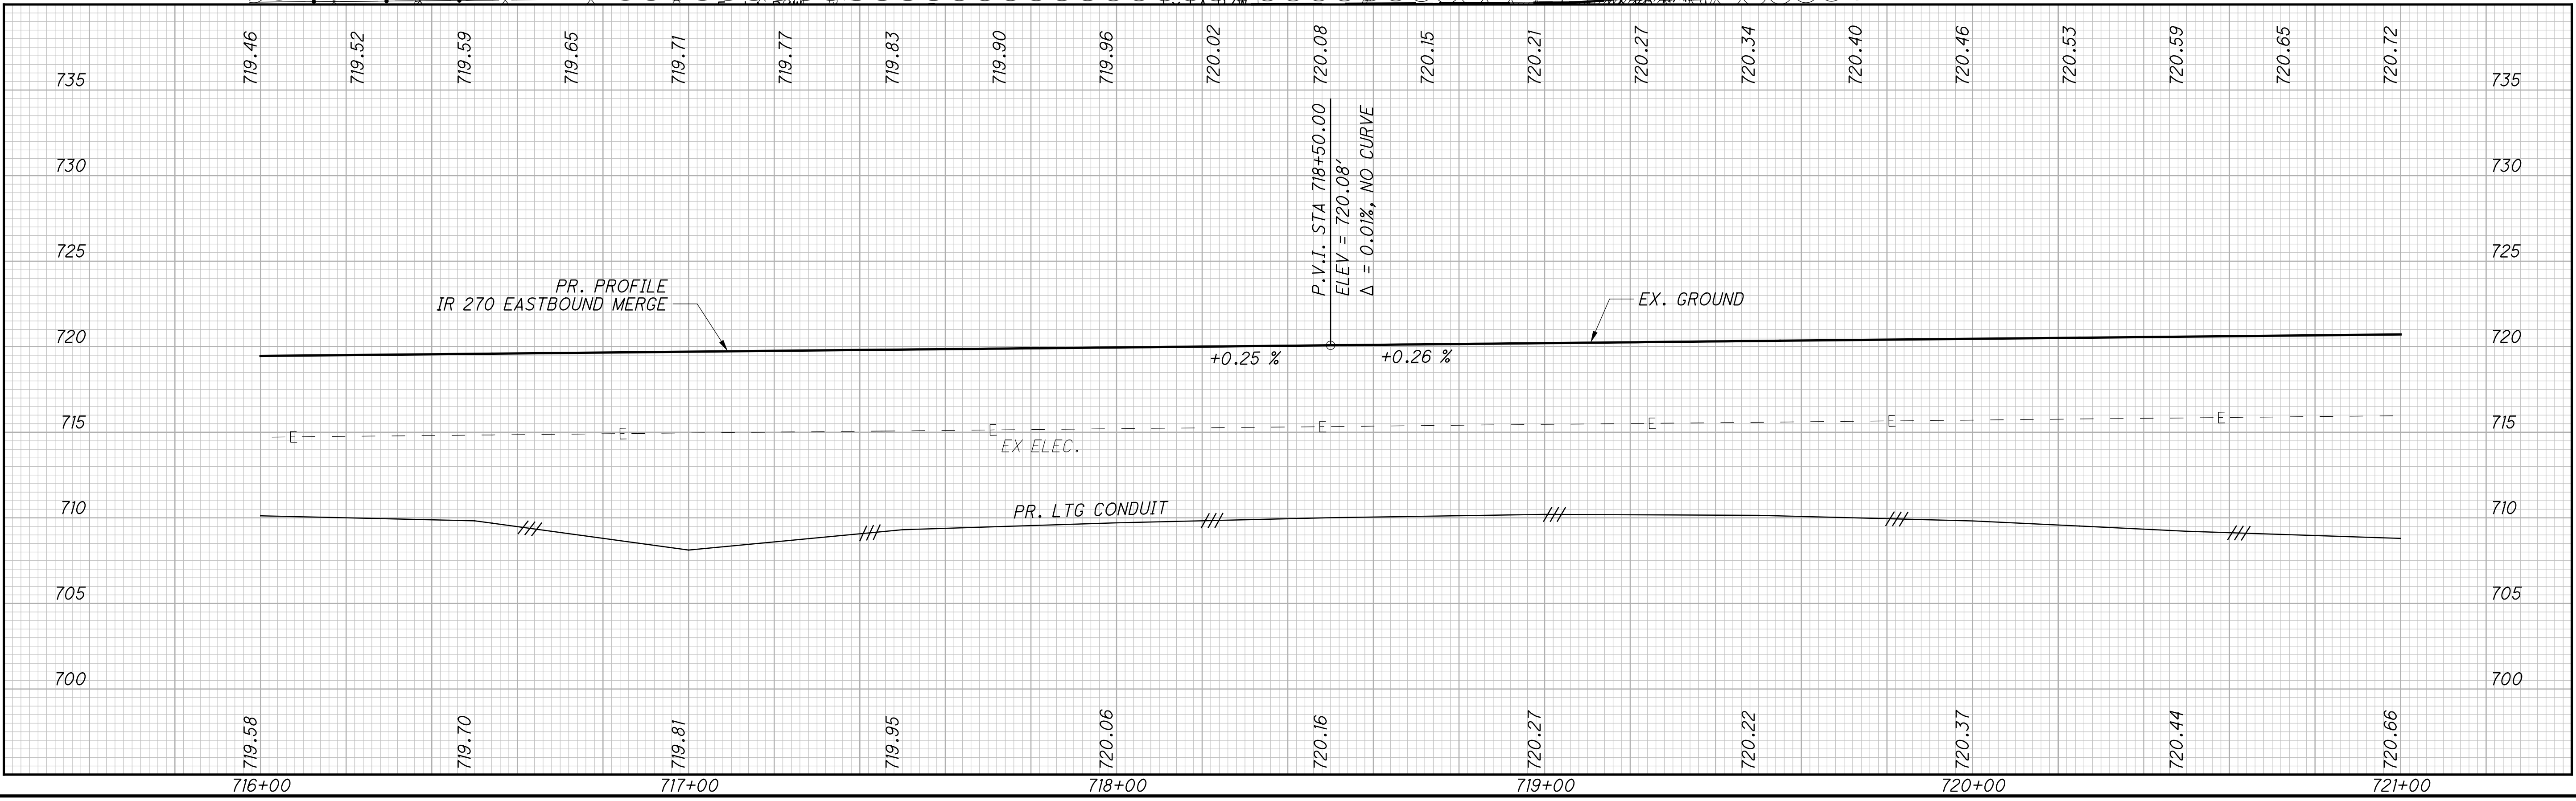 719.46 719.52 719.59 719.65 719.71 719.77 719.83 719.90 719.96 720.02 720.08 720.15 720.21 720.27 720.34 720.40 720.46 720.53 720.59 720.65 720.72
735 735
P.V.I. STA 718+50.00
ELEV = 720.08'
Δ = 0.01%, NO CURVE
730 730
725 725
PR. PROFILE
IR 270 EASTBOUND MERGE
EX. GROUND
720 720
+0.25 % +0.26 %
715 715
E E E E E E E
EX ELEC.
710 PR. LTG CONDUIT 710
705 705
700 700
719.58 719.70 719.81 719.95 720.06 720.16 720.27 720.22 720.37 720.44 720.66
716+00 717+00 718+00 719+00 720+00 721+00